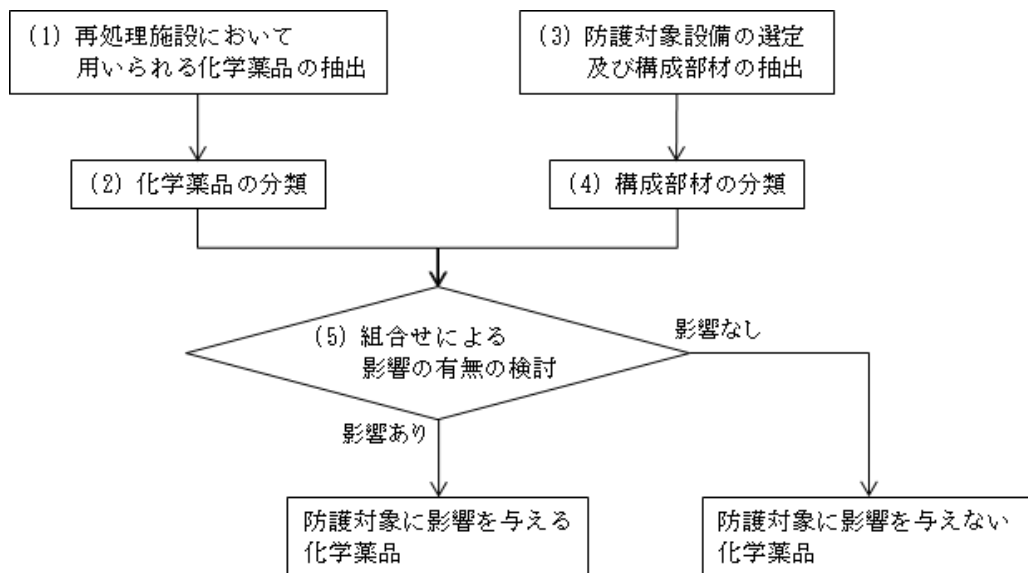 (1) 再処理施設において
用いられる化学薬品の抽出
(3) 防護対象設備の選定
及び構成部材の抽出
(2) 化学薬品の分類
(4) 構成部材の分類
(5) 組合せによる
影響の有無の検討
影響なし
影響あり
防護対象に影響を与える
化学薬品
防護対象に影響を与えない
化学薬品